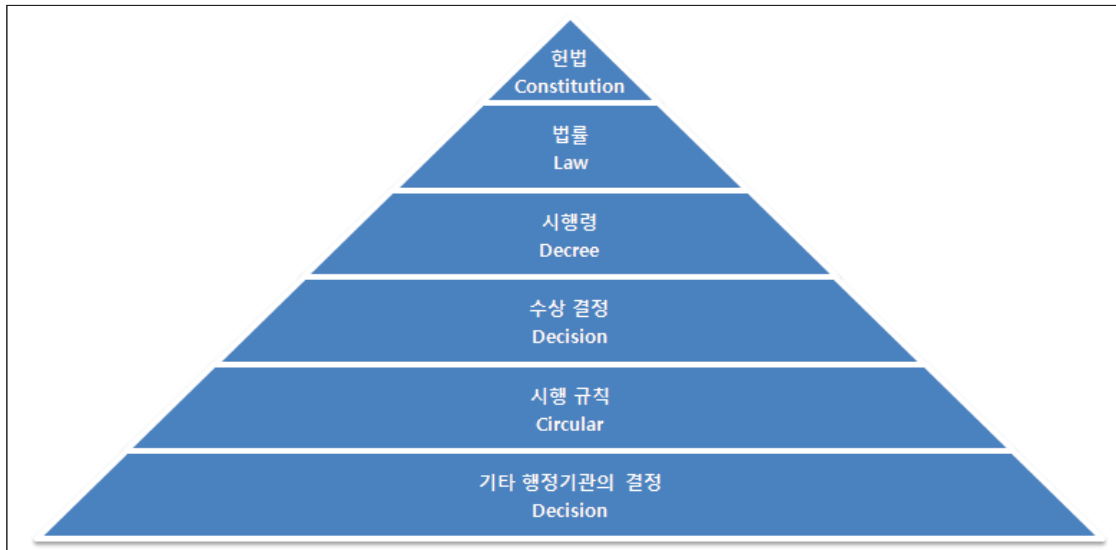 헌법
Constitution
법률
Law
시행령
Decree
수상 결정
Decision
시행 규칙
Circular
기타 행정기관의 결정
Decision